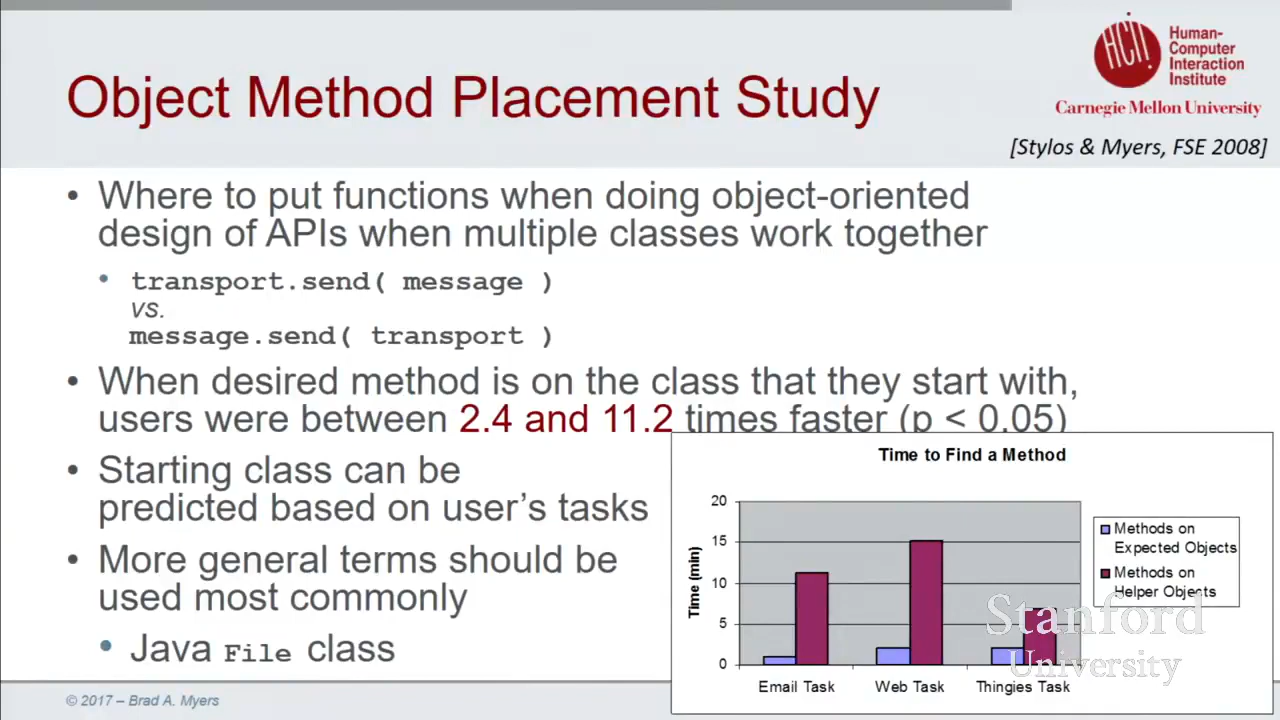 HCII
Human-
Computer
Interaction
Institute
Carnegie Mellon University
Object Method Placement Study
[Stylos & Myers, FSE 2008]
• Where to put functions when doing object-oriented
design of APIs when multiple classes work together
• transport.send( message )
vs.
message.send( transport )
• When desired method is on the class that they start with,
users were between 2.4 and 11.2 times faster (p < 0.05)
• Starting class can be
predicted based on user's tasks
• More general terms should be
used most commonly
• Java File class
Time to Find a Method
Time (min)
20
15
10
5
0
Email Task
Web Task
Thingies Task
Methods on
Expected Objects
Methods on
Helper Objects
Stanford
University
© 2017 – Brad A. Myers